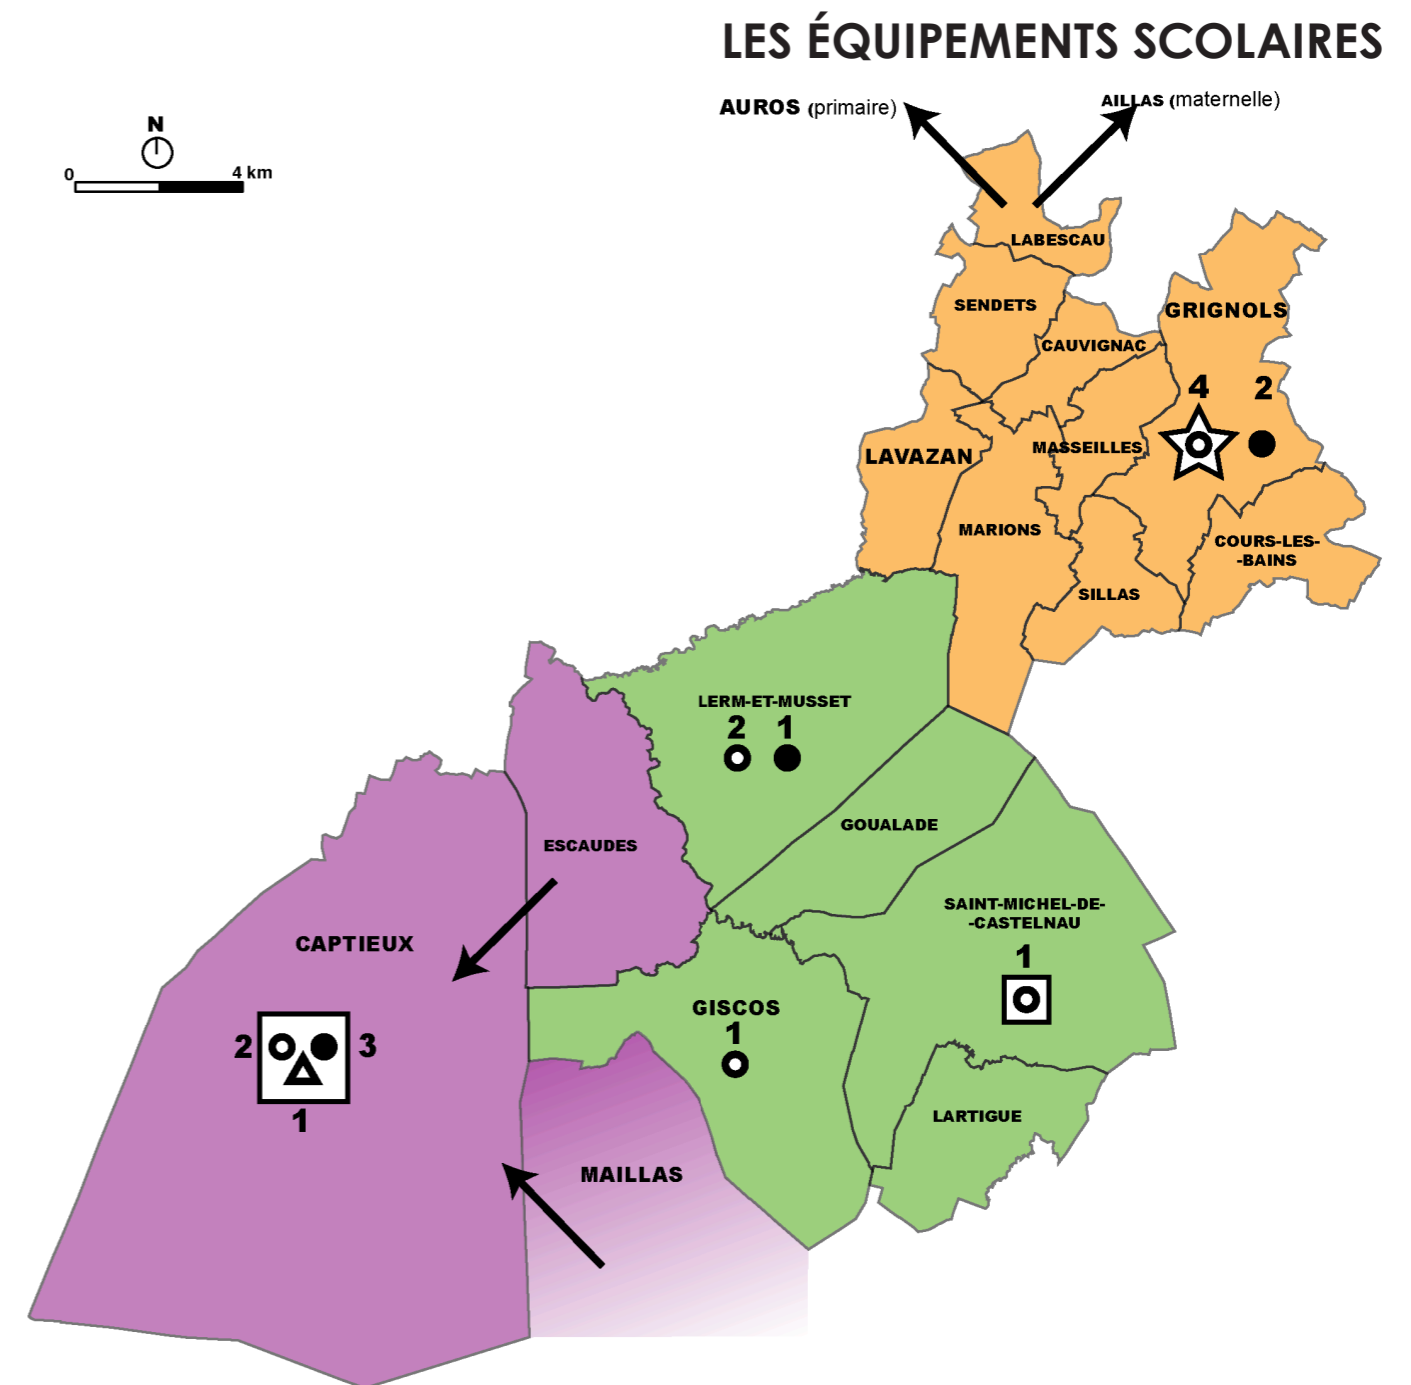 LES ÉQUIPEMENTS SCOLAIRES
AUROS (primaire)
AILLAS (maternelle)
N
0
4 km
LABESCAU
SENDETS
GRIGNOLS
CAUVIGNAC
4
2
LAVAZAN
MASSEILLES
MARIONS
COURS-LES-
-BAINS
SILLAS
LERM-ET-MUSSET
2
1
GOUALADE
ESCAUDES
SAINT-MICHEL-DE-
-CASTELNAU
1
CAPTIEUX
GISCOS
1
2
3
1
LARTIGUE
MAILLAS